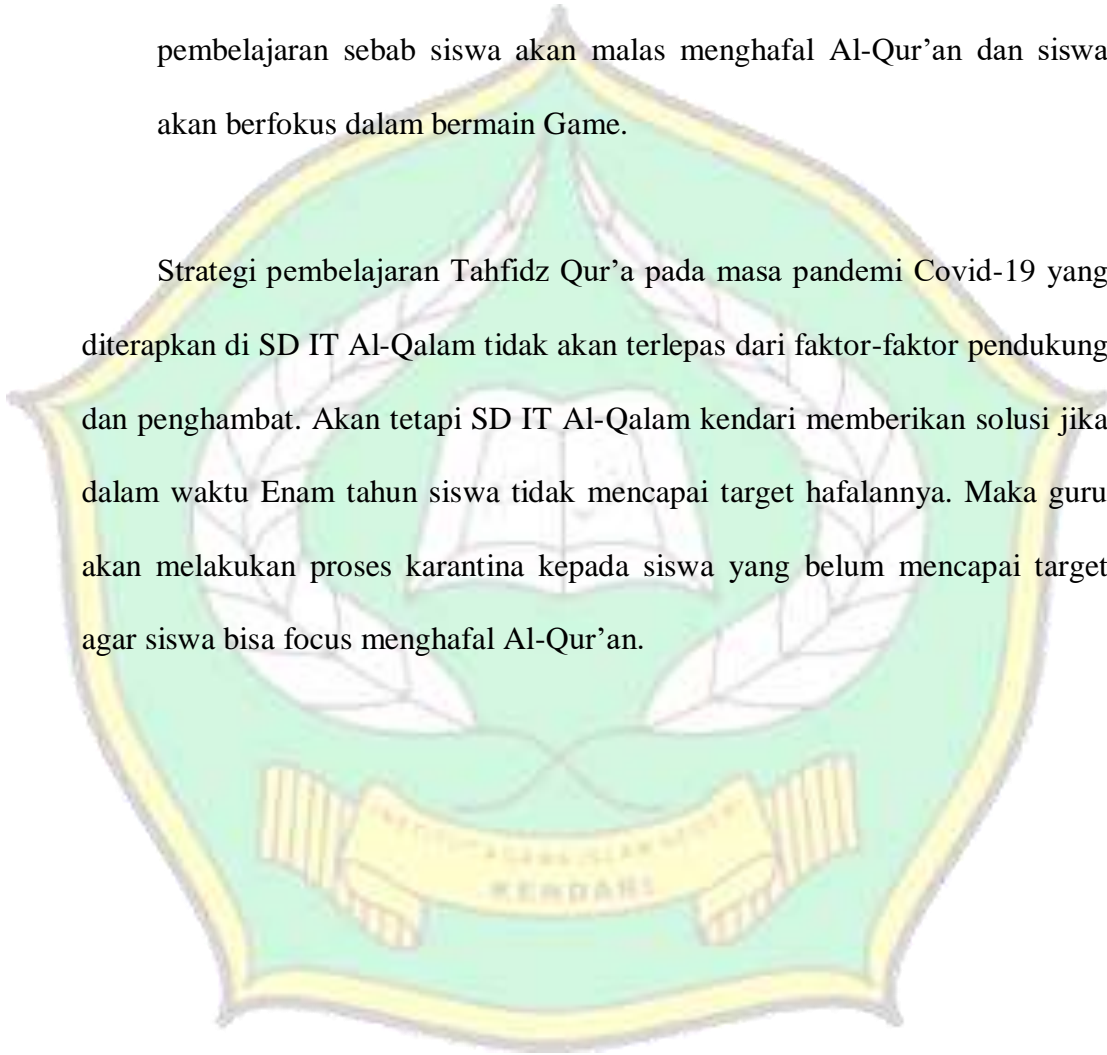 pembelajaran sebab siswa akan malas menghafal Al-Qur’an dan siswa
akan berfokus dalam bermain Game.
Strategi pembelajaran Tahfidz Qur’a pada masa pandemi Covid-19 yang
diterapkan di SD IT Al-Qalam tidak akan terlepas dari faktor-faktor pendukung
dan penghambat. Akan tetapi SD IT Al-Qalam kendari memberikan solusi jika
dalam waktu Enam tahun siswa tidak mencapai target hafalannya. Maka guru
akan melakukan proses karantina kepada siswa yang belum mencapai target
agar siswa bisa focus menghafal Al-Qur’an.
INSTITUT AGAMA ISLAM NEGERI
KENDARI